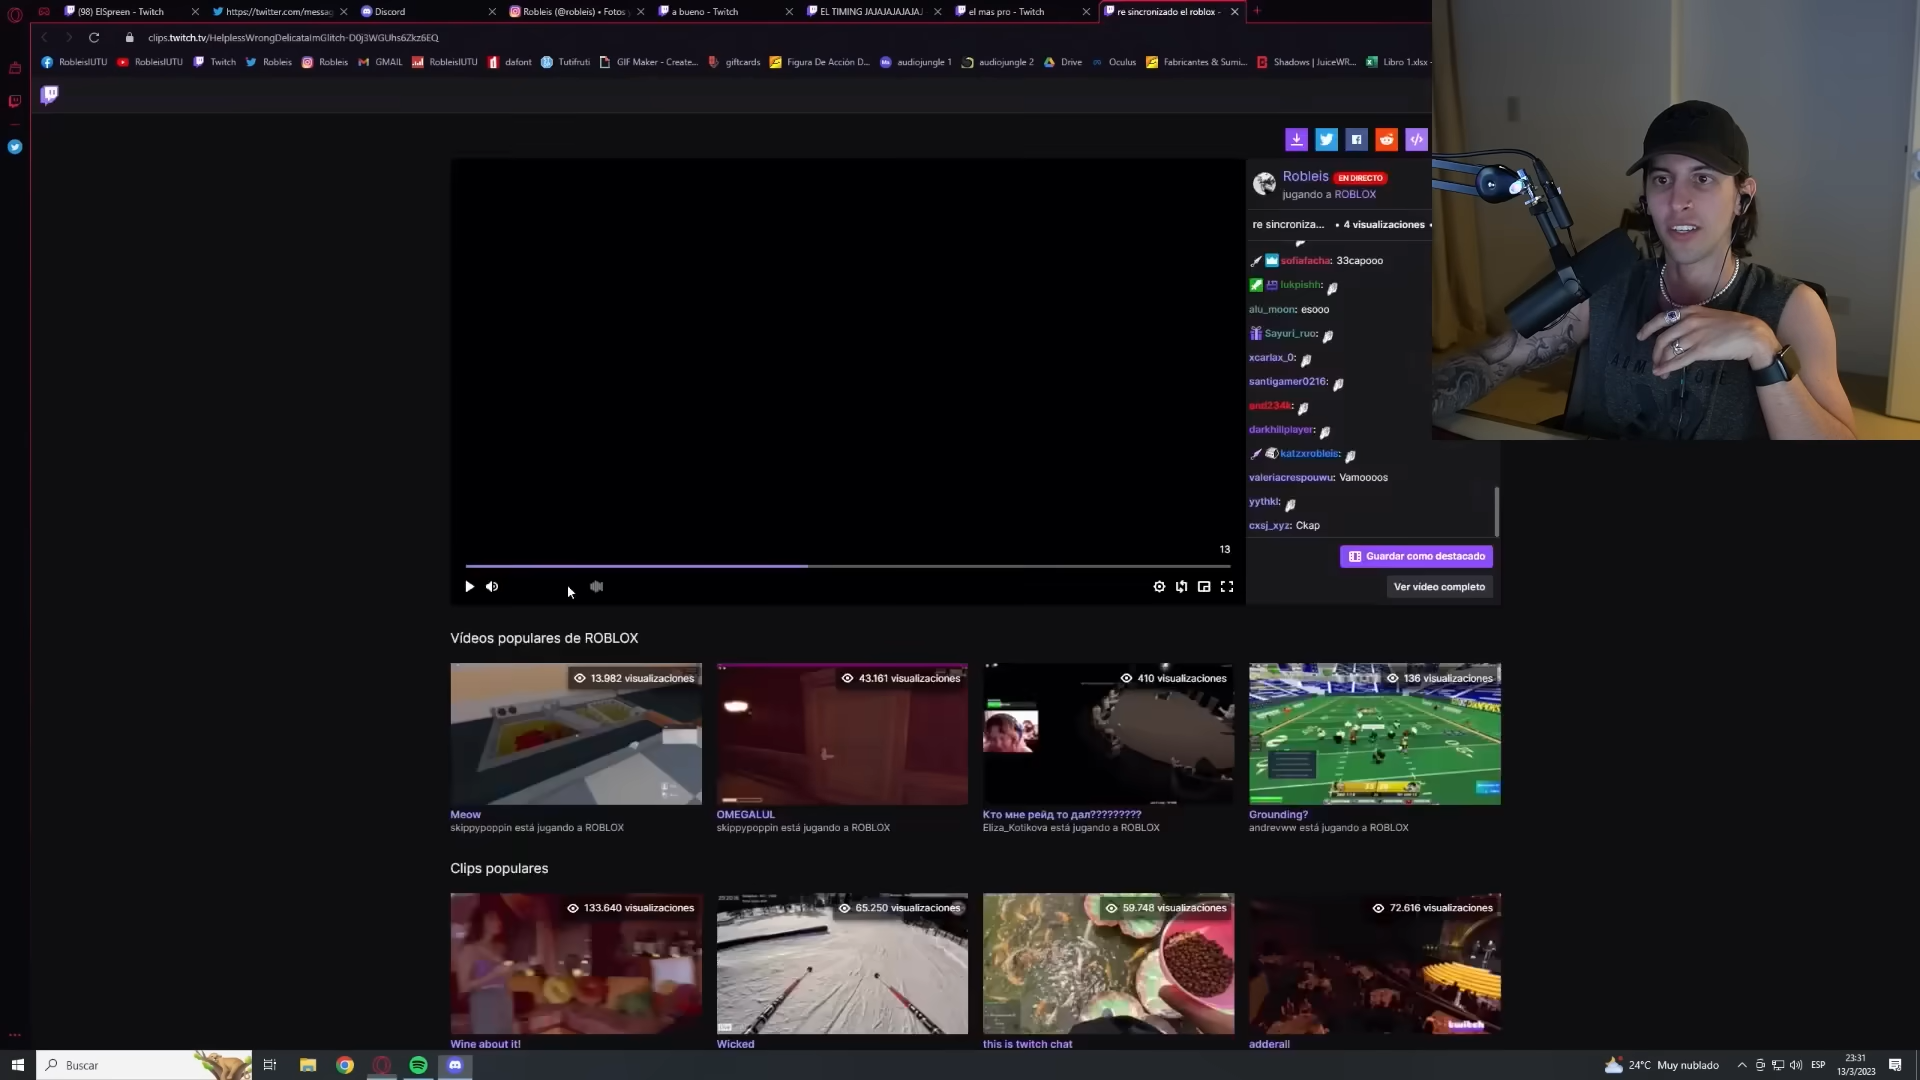 (98) ElSpreen - Twitch
https://twitter.com/messag
Discord
Robleis (@robleis) • Fotos
a bueno - Twitch
EL TIMING JAJAJAJAJAJ
el mas pro - Twitch
re sincronizado el roblox -
clips.twitch.tv/HelplessWrongDelicataImGlitch-D0j3WGUhs6Zkz6EQ
RobleisIUTU
RobleisIUTU
Twitch
Robleis
Robleis
GMAIL
RobleisIUTU
dafont
Tutifruti
GIF Maker - Create...
giftcards
Figura De Acción D...
audiojungle 1
audiojungle 2
Drive
Oculus
Fabricantes & Sumi...
Shadows | JuiceWR...
Libro 1.xlsx -
Robleis EN DIRECTO
jugando a ROBLOX
re sincroniza... • 4 visualizaciones •
sofiafacha: 33capooo
lukpishh:
alu_moon: esooo
Sayuri_ruo:
xcarlax_0:
santigamer0216:
and234k:
darkhiliplayer:
katzxrobleis:
valeriacrespouwu: Vamoooos
yythkl:
cxsj_xyz: Ckap
13
Guardar como destacado
Ver vídeo completo
Vídeos populares de ROBLOX
13.982 visualizaciones
43.161 visualizaciones
410 visualizaciones
136 visualizaciones
Meow
skippypoppin está jugando a ROBLOX
OMEGALUL
skippypoppin está jugando a ROBLOX
Кто мне рейд то дал?????????
Eliza_Kotikova está jugando a ROBLOX
Grounding?
andrevww está jugando a ROBLOX
Clips populares
133.640 visualizaciones
65.250 visualizaciones
59.748 visualizaciones
72.616 visualizaciones
twitch
Wine about it!
Wicked
this is twitch chat
adderall
Buscar
24°C Muy nublado
ESP
23:31
13/3/2023